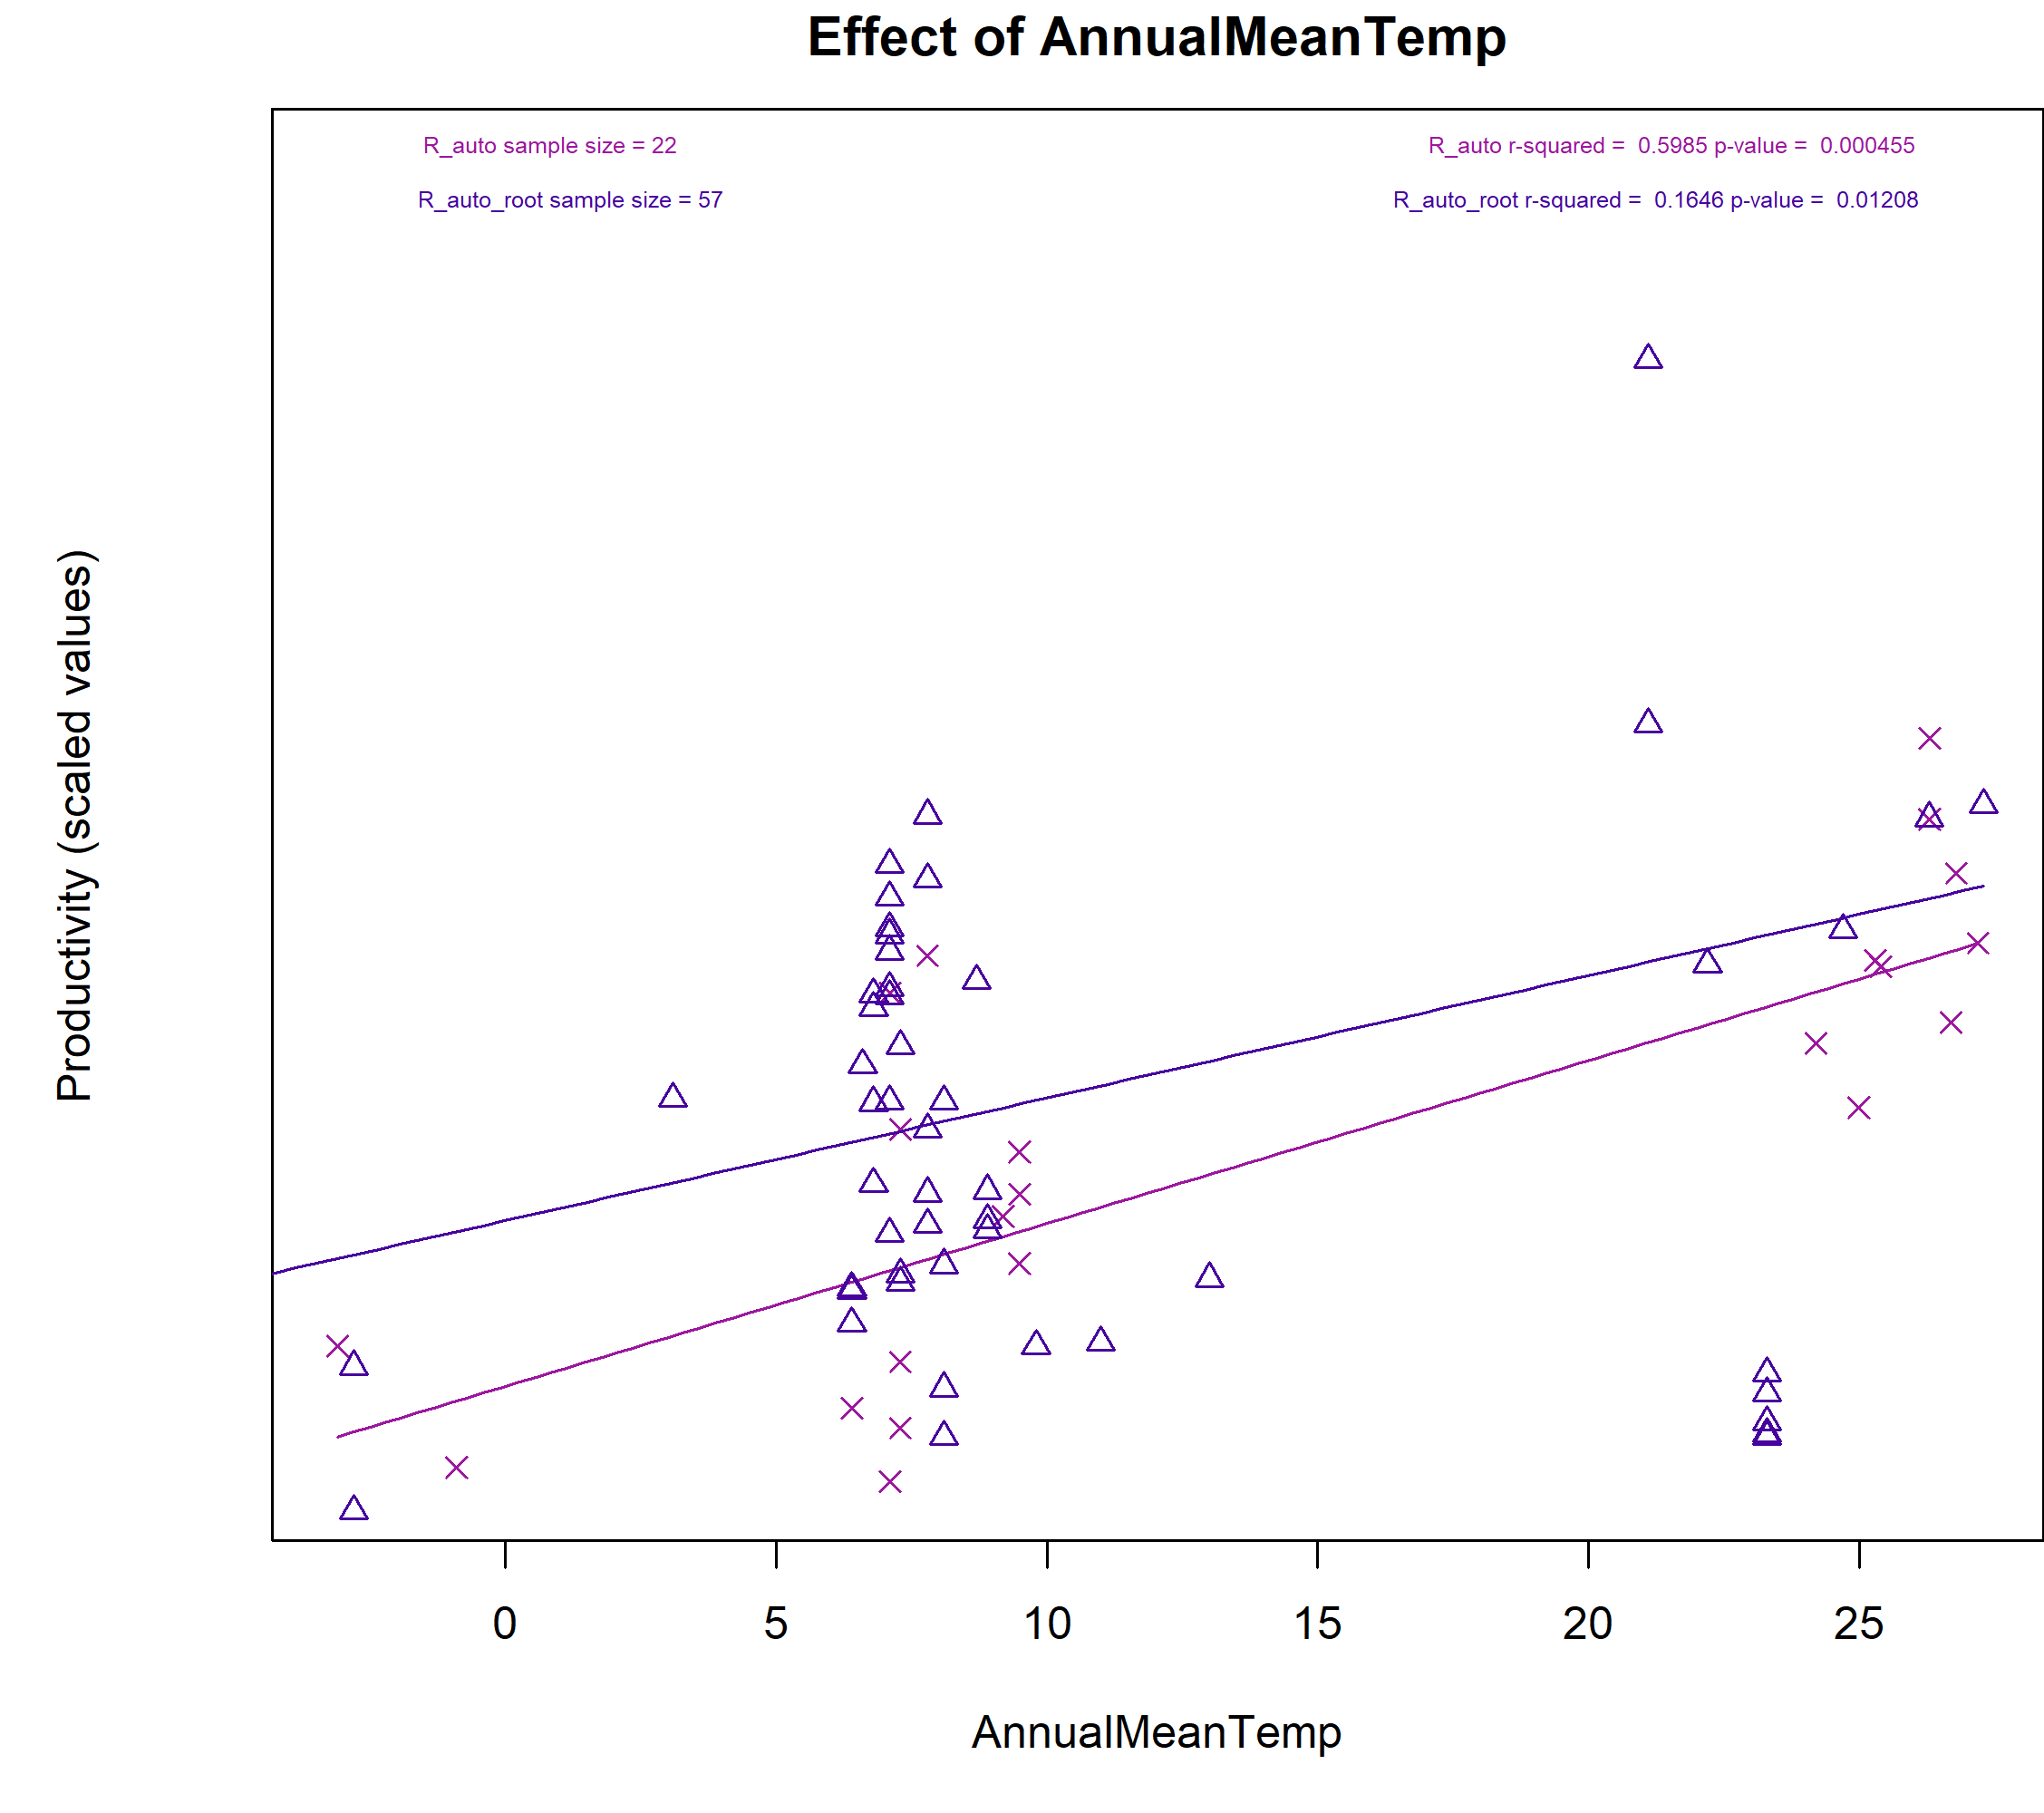 Effect of AnnualMeanTemp
R_auto sample size = 22
R_auto r-squared =  0.5985 p-value =  0.000455
R_auto_root sample size = 57
R_auto_root r-squared =  0.1646 p-value =  0.01208
Productivity (scaled values)
0 5 10 15 20 25
AnnualMeanTemp